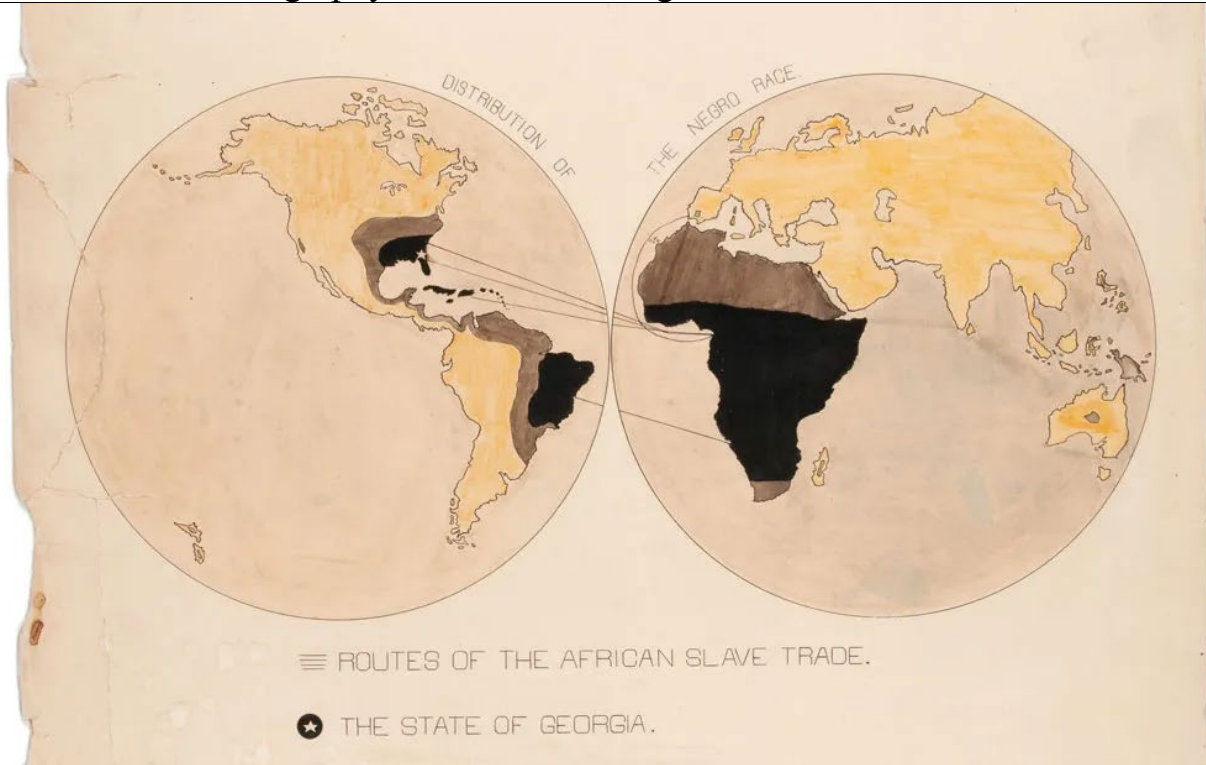 DISTRIBUTION OF
THE NEGRO RACE.
ROUTES OF THE AFRICAN SLAVE TRADE.
THE STATE OF GEORGIA.